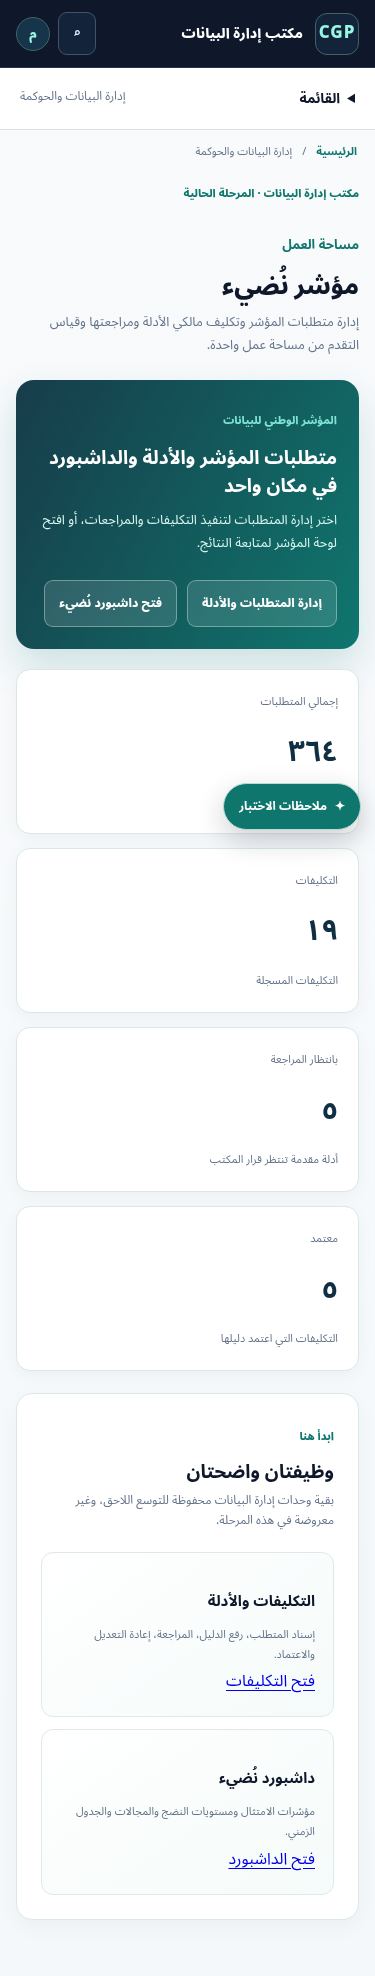 CGP
مكتب إدارة البيانات
م
القائمة
إدارة البيانات والحوكمة
الرئيسية / إدارة البيانات والحوكمة
مكتب إدارة البيانات · المرحلة الحالية
مساحة العمل
مؤشر نُضيء
إدارة متطلبات المؤشر وتكليف مالكي الأدلة ومراجعتها وقياس
التقدم من مساحة عمل واحدة.
المؤشر الوطني للبيانات
متطلبات المؤشر والأدلة والداشبورد
في مكان واحد
اختر إدارة المتطلبات لتنفيذ التكليفات والمراجعات، أو افتح
لوحة المؤشر لمتابعة النتائج.
إدارة المتطلبات والأدلة
فتح داشبورد نُضيء
إجمالي المتطلبات
٣٦٤
ملاحظات الاختبار
التكليفات
١٩
التكليفات المسجلة
بانتظار المراجعة
٥
أدلة مقدمة تنتظر قرار المكتب
معتمد
٥
التكليفات التي اعتمد دليلها
ابدأ هنا
وظيفتان واضحتان
بقية وحدات إدارة البيانات محفوظة للتوسع اللاحق، وغير
معروضة في هذه المرحلة.
التكليفات والأدلة
إسناد المتطلب، رفع الدليل، المراجعة، إعادة التعديل
والاعتماد.
فتح التكليفات
داشبورد نُضيء
مؤشرات الامتثال ومستويات النضج والمجالات والجدول
الزمني.
فتح الداشبورد